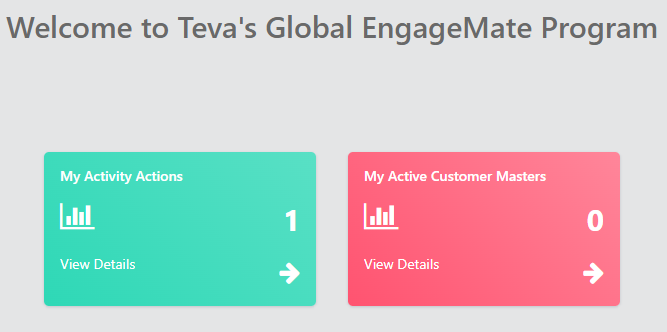 Welcome to Teva's Global EngageMate Program
My Activity Actions
1
View Details
My Active Customer Masters
0
View Details